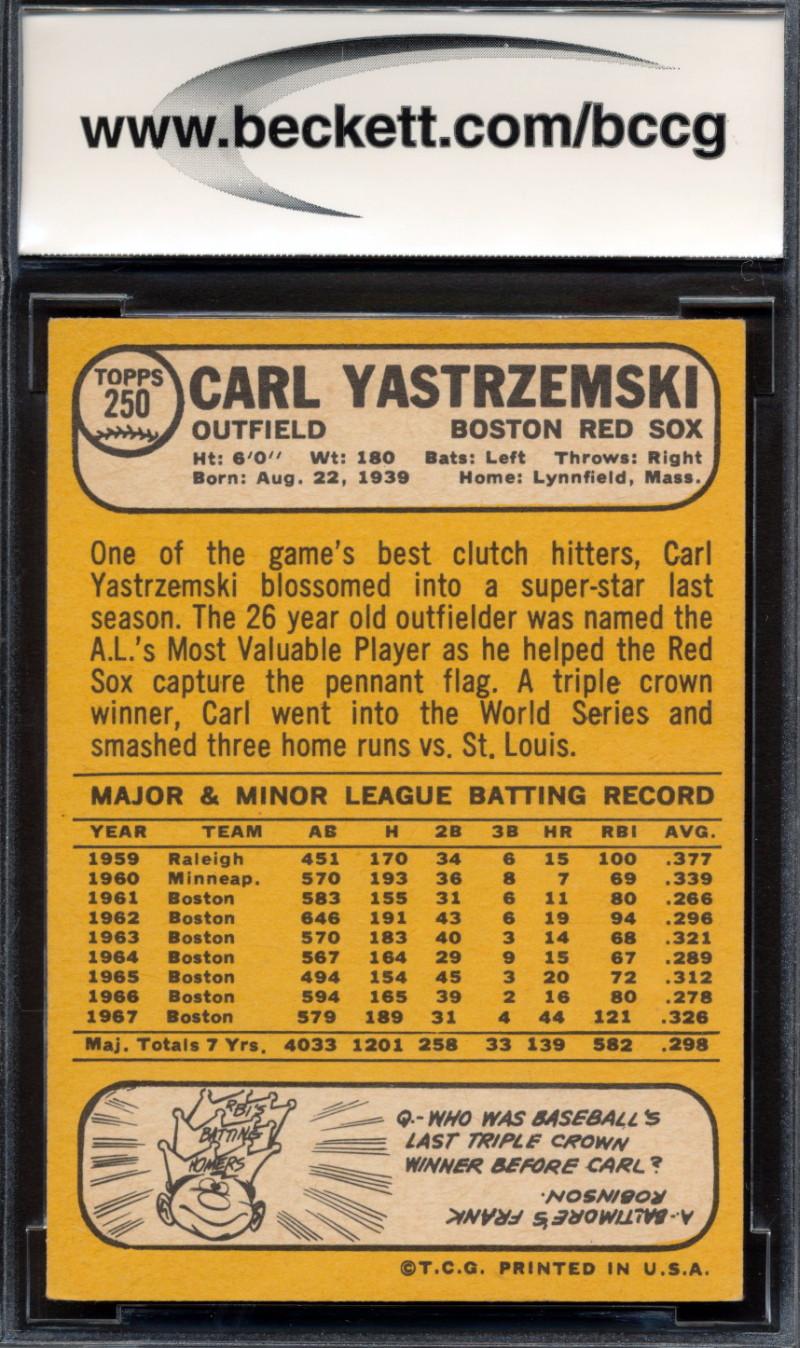 www.beckett.com/bccg
TOPPS
250
CARL YASTRZEMSKI
OUTFIELD BOSTON RED SOX
Ht: 6'0" Wt: 180 Bats: Left Throws: Right
Born: Aug. 22, 1939 Home: Lynnfield, Mass.
One of the game's best clutch hitters, Carl
Yastrzemski blossomed into a super-star last
season. The 26 year old outfielder was named the
A.L.'s Most Valuable Player as he helped the Red
Sox capture the pennant flag. A triple crown
winner, Carl went into the World Series and
smashed three home runs vs. St. Louis.
MAJOR & MINOR LEAGUE BATTING RECORD
YEAR TEAM AB H 2B 3B HR RBI AVG.
1959 Raleigh 451 170 34 6 15 100 .377
1960 Minneap. 570 193 36 8 7 69 .339
1961 Boston 583 155 31 6 11 80 .266
1962 Boston 646 191 43 6 19 94 .296
1963 Boston 570 183 40 3 14 68 .321
1964 Boston 567 164 29 9 15 67 .289
1965 Boston 494 154 45 3 20 72 .312
1966 Boston 594 165 39 2 16 80 .278
1967 Boston 579 189 31 4 44 121 .326
Maj. Totals 7 Yrs. 4033 1201 258 33 139 582 .298
RBI'S
BATTING
HOMERS
Q.-WHO WAS BASEBALL'S
LAST TRIPLE CROWN
WINNER BEFORE CARL?
A-BALTIMORE'S FRANK
ROBINSON.
©T.C.G. PRINTED IN U.S.A.